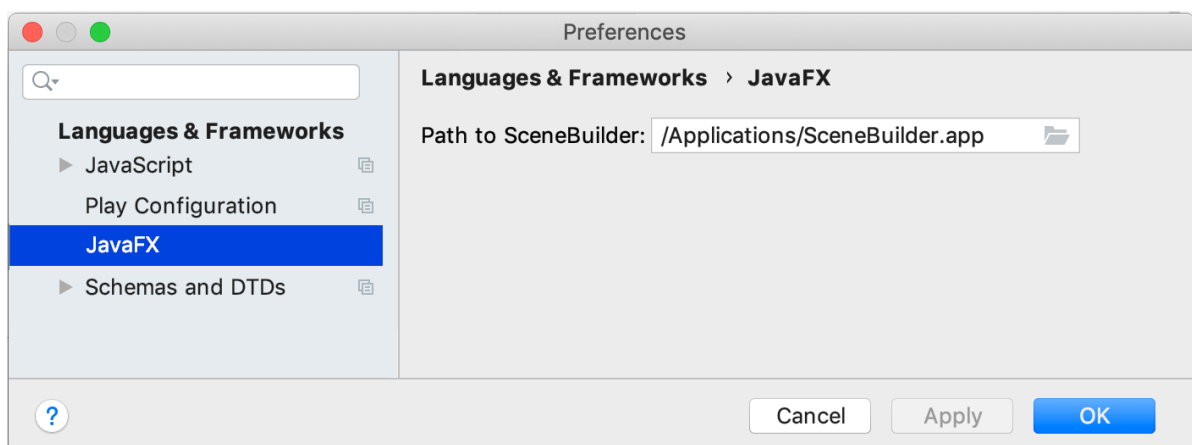 Preferences
Languages & Frameworks
JavaScript
Play Configuration
JavaFX
Schemas and DTDs
Languages & Frameworks › JavaFX
Path to SceneBuilder: /Applications/SceneBuilder.app
?
Cancel Apply OK